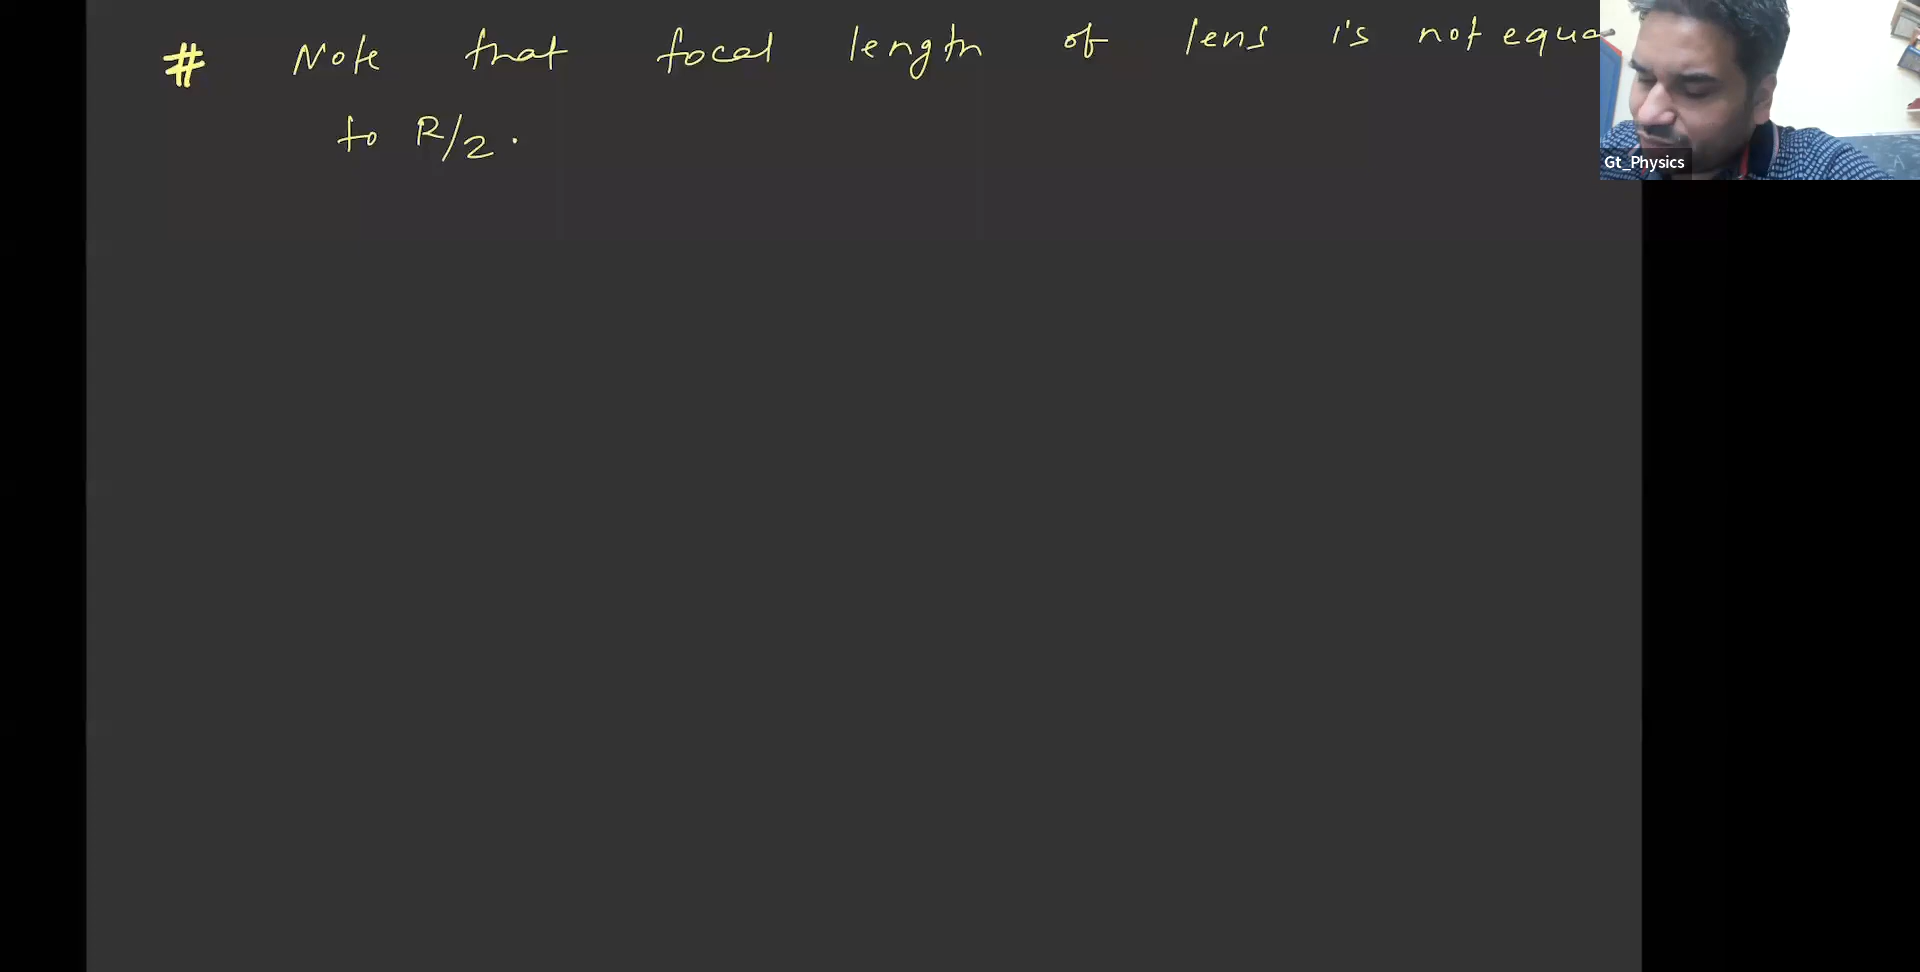 # Note that focal length of lens is not equa
to R/2.
Gt_Physics